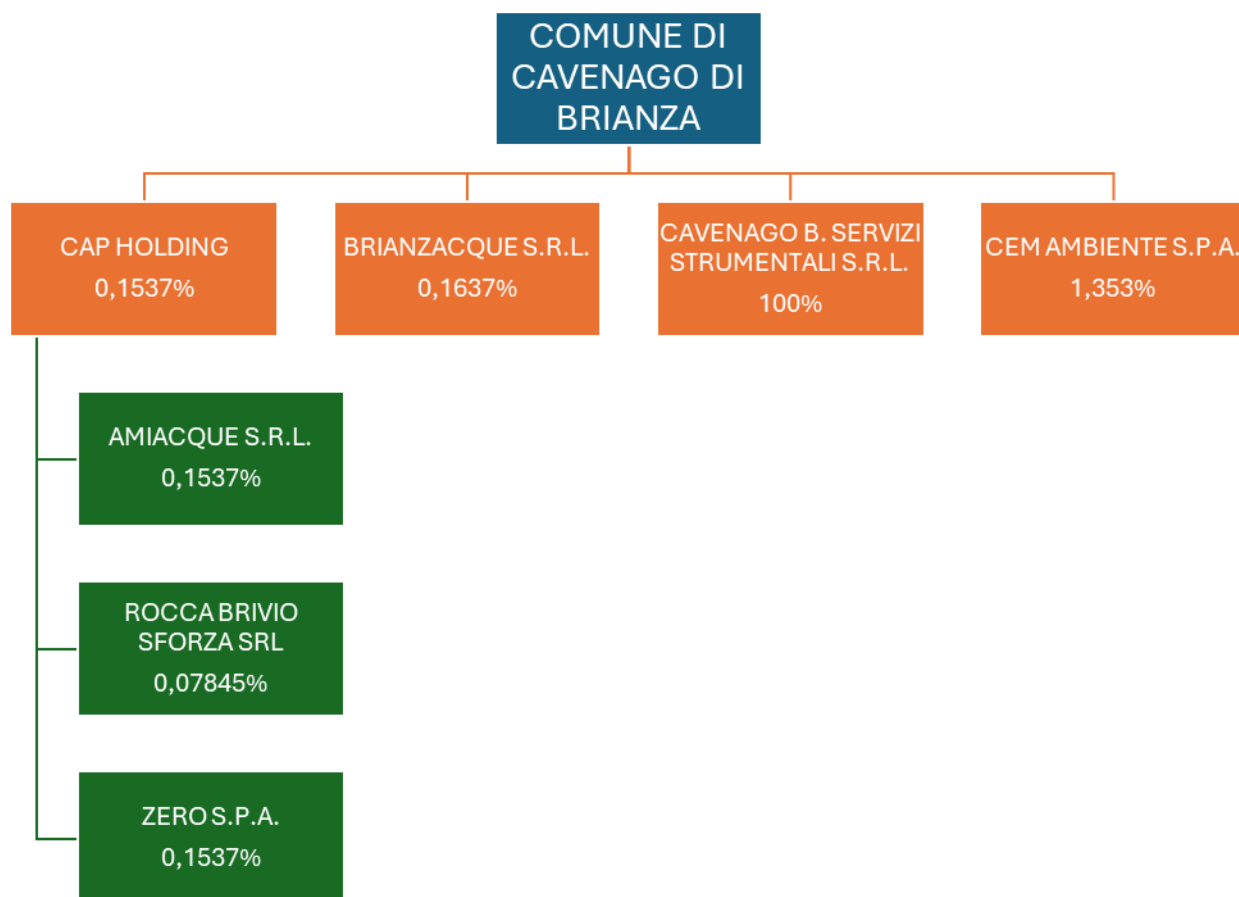 COMUNE DI
CAVENAGO DI
BRIANZA
CAP HOLDING
0,1537%
BRIANZACQUE S.R.L.
0,1637%
CAVENAGO B. SERVIZI
STRUMENTALI S.R.L.
100%
CEM AMBIENTE S.P.A.
1,353%
AMIACQUE S.R.L.
0,1537%
ROCCA BRIVIO
SFORZA SRL
0,07845%
ZERO S.P.A.
0,1537%